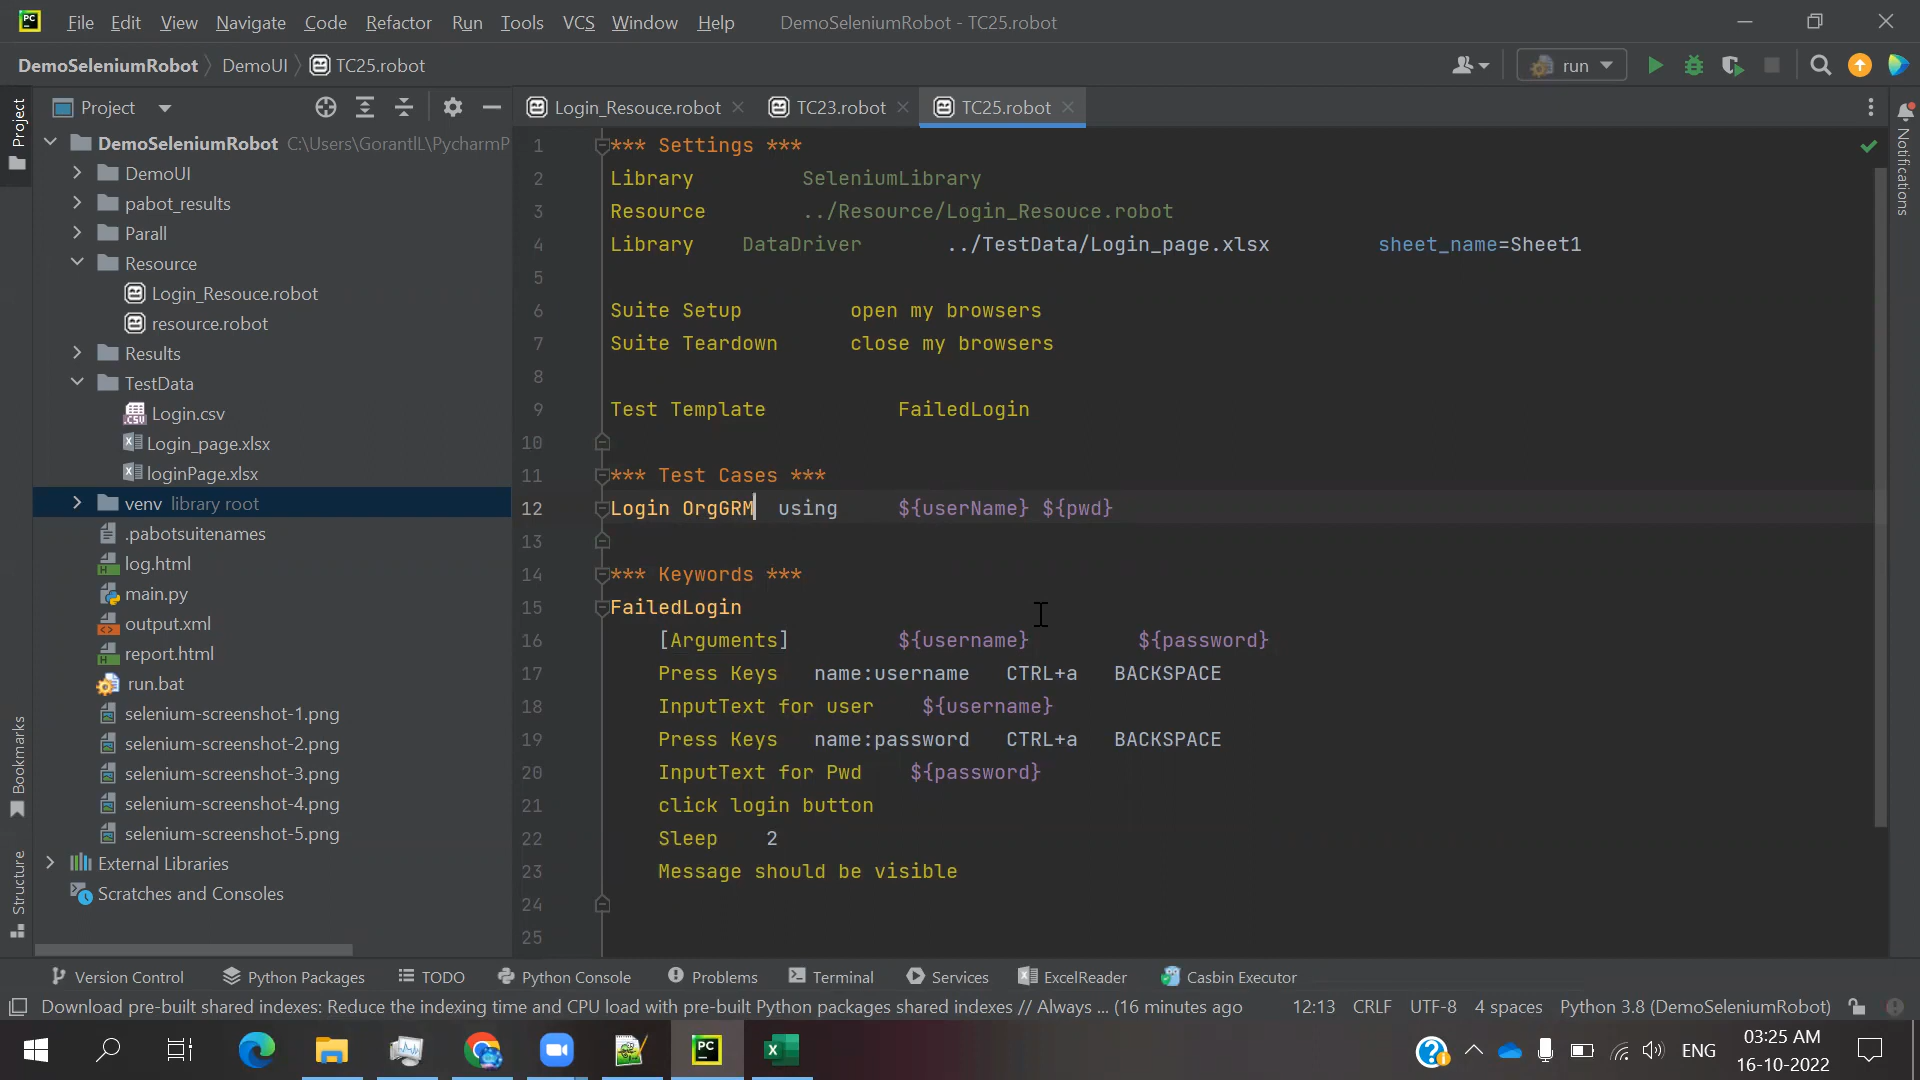 PC File Edit View Navigate Code Refactor Run Tools VCS Window Help DemoSeleniumRobot - TC25.robot
DemoSeleniumRobot DemoUI TC25.robot run
Project Project Login_Resouce.robot TC23.robot TC25.robot Notifications
DemoSeleniumRobot C:\Users\GorantlL\PycharmP
DemoUI
pabot_results
Parall
Resource
Login_Resouce.robot
resource.robot
Results
TestData
Login.csv
Login_page.xlsx
loginPage.xlsx
venv library root
.pabotsuitenames
log.html
main.py
output.xml
report.html
run.bat
selenium-screenshot-1.png
selenium-screenshot-2.png
selenium-screenshot-3.png
selenium-screenshot-4.png
selenium-screenshot-5.png
External Libraries
Scratches and Consoles
Bookmarks
Structure
1 *** Settings ***
2 Library SeleniumLibrary
3 Resource ../Resource/Login_Resouce.robot
4 Library DataDriver ../TestData/Login_page.xlsx sheet_name=Sheet1
5
6 Suite Setup open my browsers
7 Suite Teardown close my browsers
8
9 Test Template FailedLogin
10
11 *** Test Cases ***
12 Login OrgGRM using ${userName} ${pwd}
13
14 *** Keywords ***
15 FailedLogin
16 [Arguments] ${username} ${password}
17 Press Keys name:username CTRL+a BACKSPACE
18 InputText for user ${username}
19 Press Keys name:password CTRL+a BACKSPACE
20 InputText for Pwd ${password}
21 click login button
22 Sleep 2
23 Message should be visible
24
25
Version Control Python Packages TODO Python Console Problems Terminal Services ExcelReader Casbin Executor
Download pre-built shared indexes: Reduce the indexing time and CPU load with pre-built Python packages shared indexes // Always ... (16 minutes ago 12:13 CRLF UTF-8 4 spaces Python 3.8 (DemoSeleniumRobot)
PC ENG 03:25 AM
16-10-2022